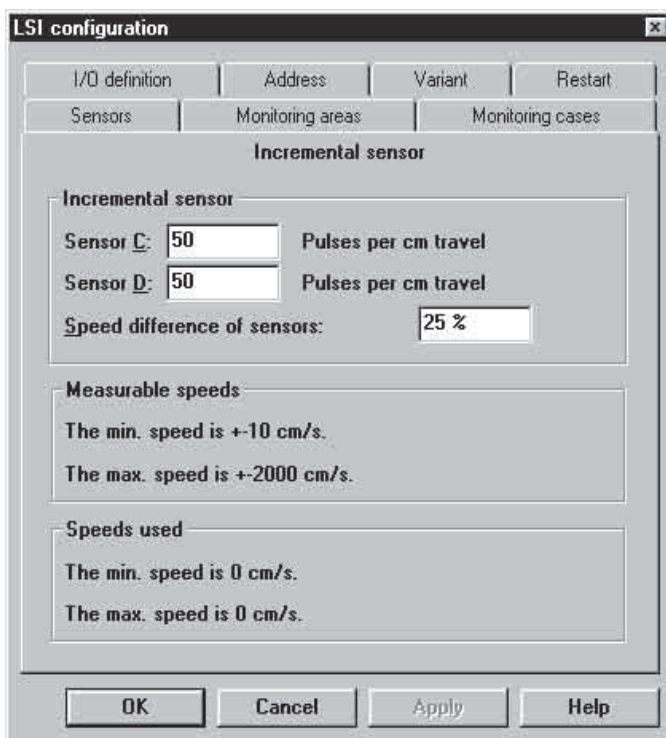 LSI configuration
I/O definition Address Variant Restart
Sensors Monitoring areas Monitoring cases
Incremental sensor
Incremental sensor
Sensor C: 50 Pulses per cm travel
Sensor D: 50 Pulses per cm travel
Speed difference of sensors: 25 %
Measurable speeds
The min. speed is +-10 cm/s.
The max. speed is +-2000 cm/s.
Speeds used
The min. speed is 0 cm/s.
The max. speed is 0 cm/s.
OK Cancel Apply Help